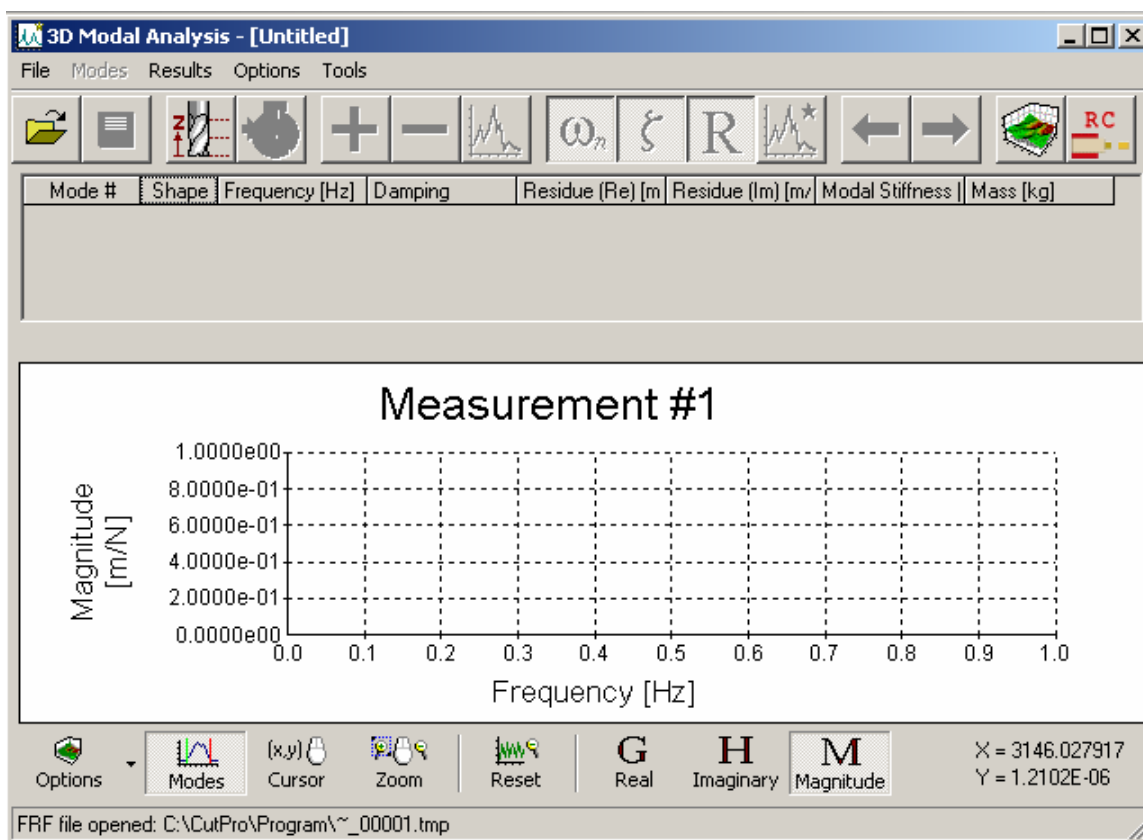 3D Modal Analysis - [Untitled]
File Modes Results Options Tools
z ωn ζ R RC
Mode # Shape Frequency [Hz] Damping Residue (Re) [m Residue (Im) [m/ Modal Stiffness [ Mass [kg]
Measurement #1
Magnitude
[m/N]
1.0000e00
8.0000e-01
6.0000e-01
4.0000e-01
2.0000e-01
0.0000e00
0.0 0.1 0.2 0.3 0.4 0.5 0.6 0.7 0.8 0.9 1.0
Frequency [Hz]
(x,y) G H M X = 3146.027917
Options Modes Cursor Zoom Reset Real Imaginary Magnitude Y = 1.2102E-06
FRF file opened: C:\CutPro\Program\~_00001.tmp